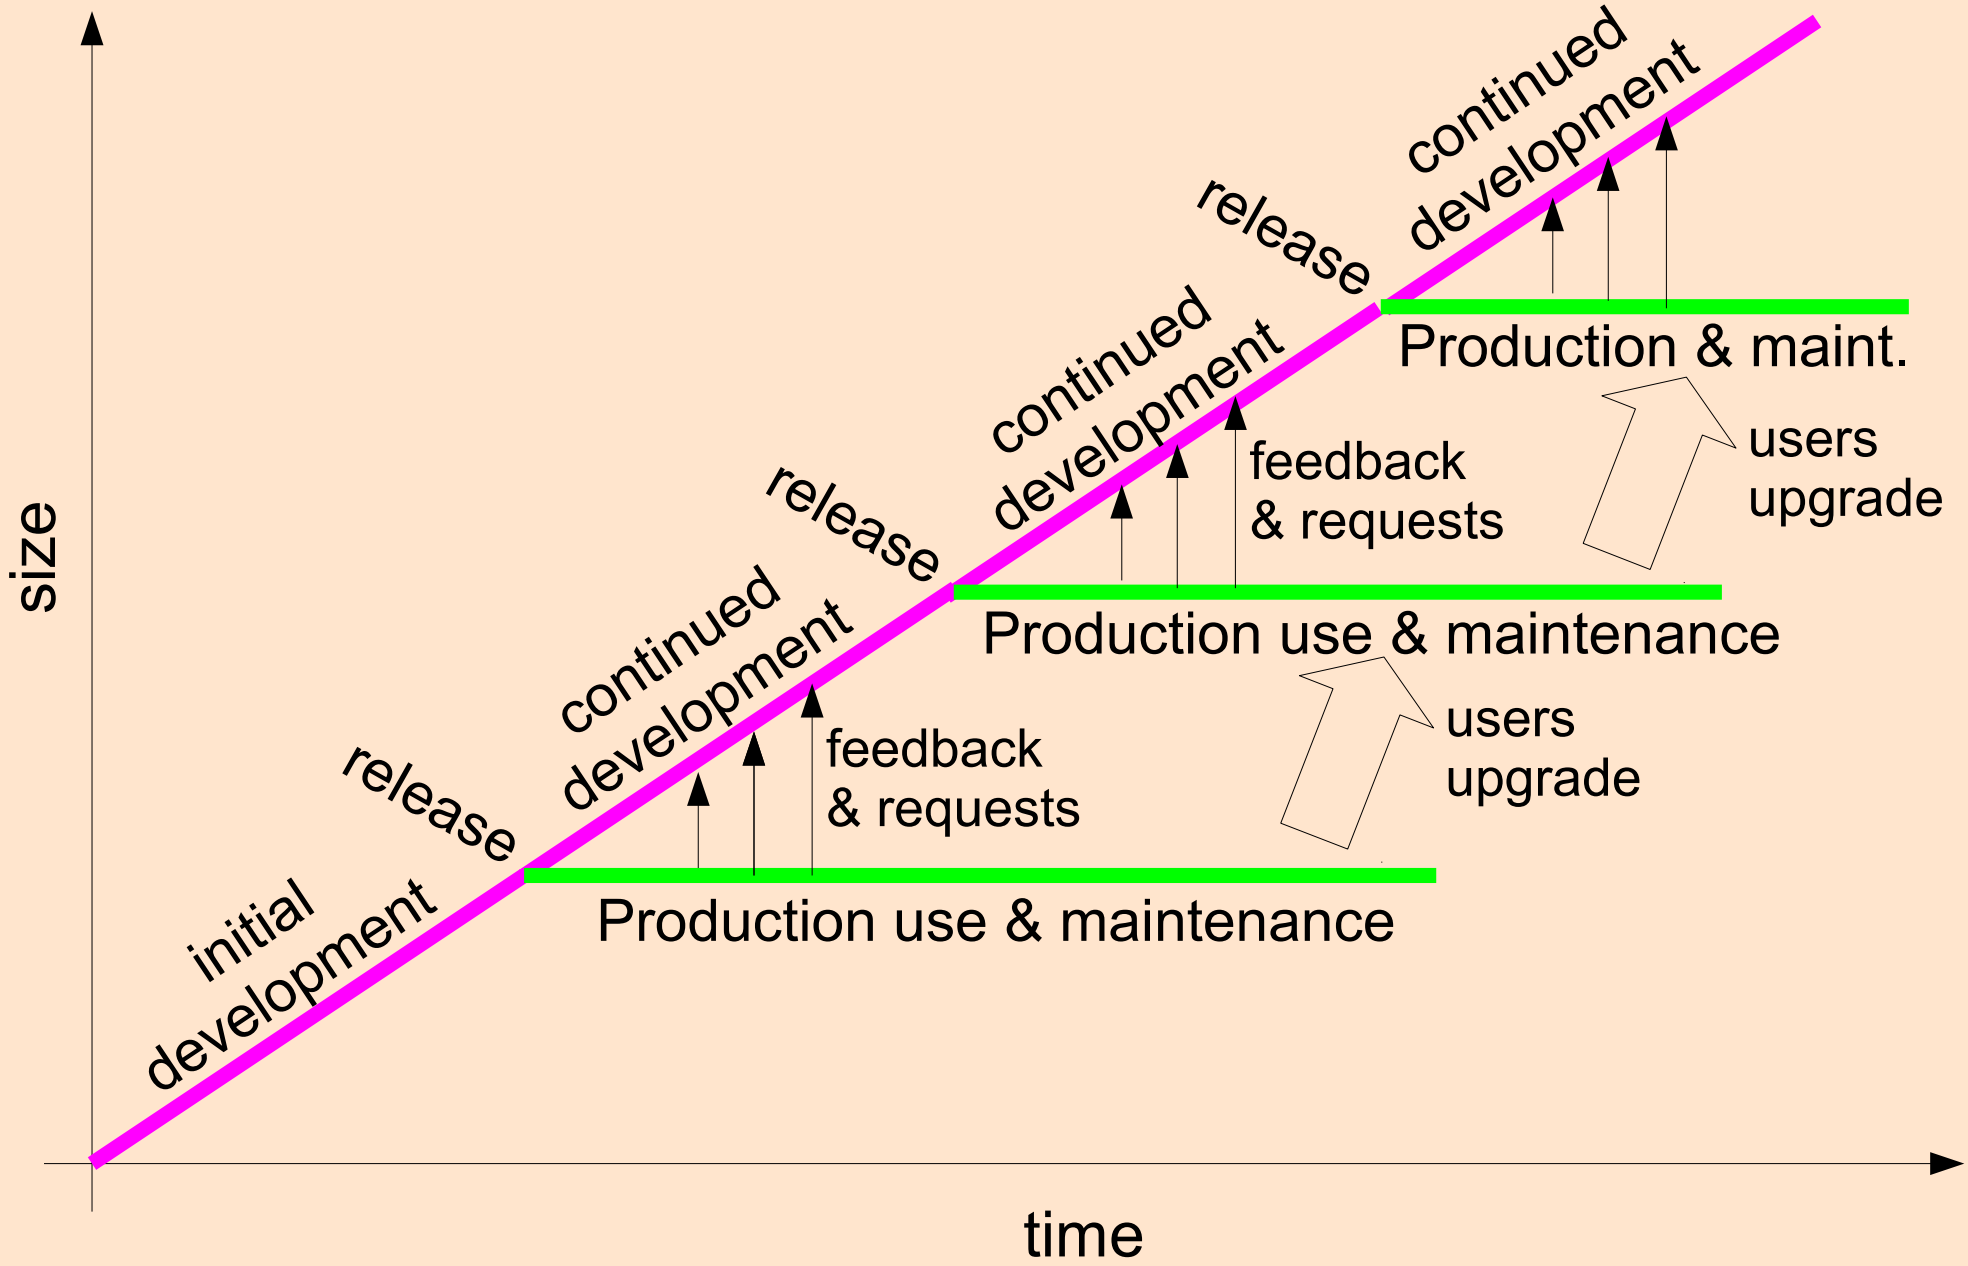 continued
development
release
Production & maint.
users
upgrade
continued
development
feedback
& requests
release
Production use & maintenance
users
upgrade
continued
development
feedback
& requests
release
Production use & maintenance
initial
development
size
time